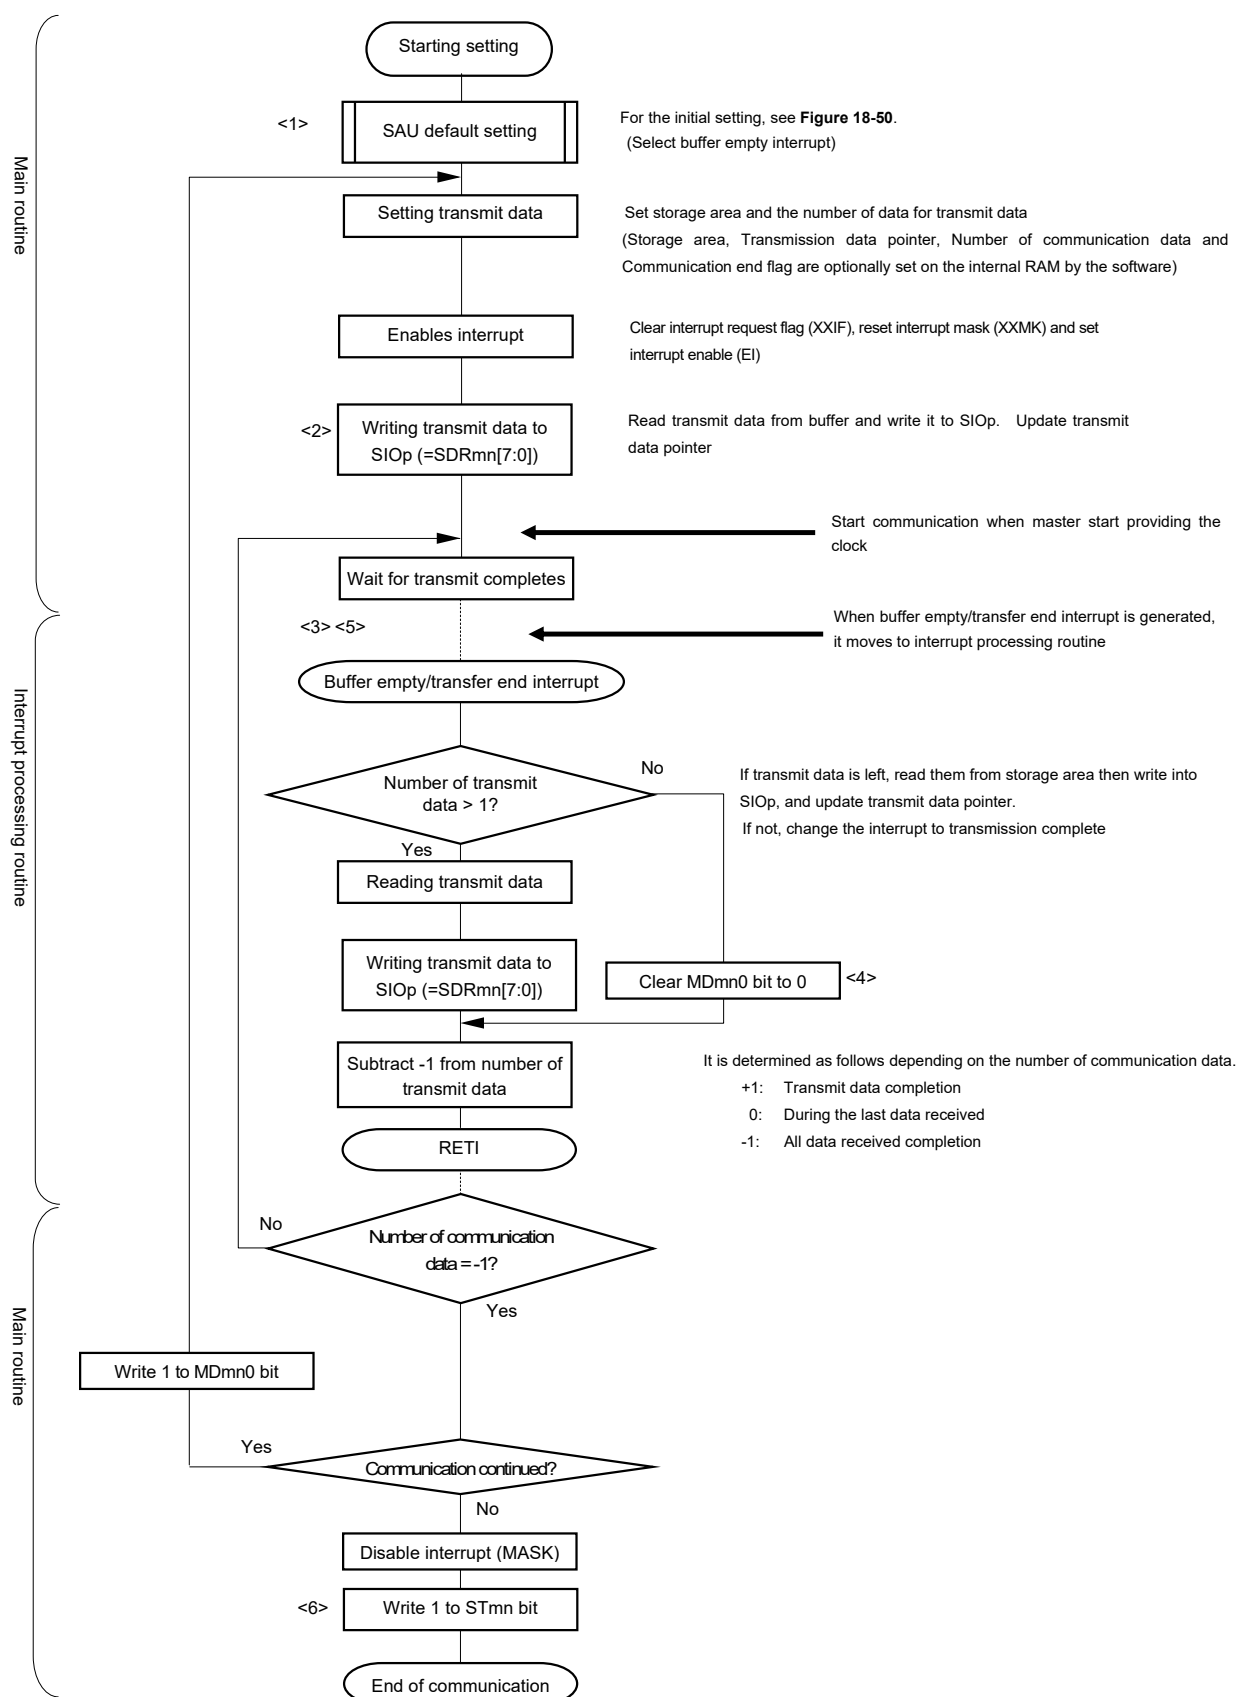 Starting setting
<1>
SAU default setting
For the initial setting, see Figure 18-50.
(Select buffer empty interrupt)
Main routine
Setting transmit data
Set storage area and the number of data for transmit data
(Storage area, Transmission data pointer, Number of communication data and
Communication end flag are optionally set on the internal RAM by the software)
Enables interrupt
Clear interrupt request flag (XXIF), reset interrupt mask (XXMK) and set
interrupt enable (EI)
<2>
Writing transmit data to
SIOp (=SDRmn[7:0])
Read transmit data from buffer and write it to SIOp. Update transmit
data pointer
Start communication when master start providing the
clock
Wait for transmit completes
<3> <5>
When buffer empty/transfer end interrupt is generated,
it moves to interrupt processing routine
Buffer empty/transfer end interrupt
Interrupt processing routine
Number of transmit
data > 1?
No
If transmit data is left, read them from storage area then write into
SIOp, and update transmit data pointer.
If not, change the interrupt to transmission complete
Yes
Reading transmit data
Writing transmit data to
SIOp (=SDRmn[7:0])
Clear MDmn0 bit to 0
<4>
Subtract -1 from number of
transmit data
It is determined as follows depending on the number of communication data.
+1: Transmit data completion
0: During the last data received
-1: All data received completion
RETI
No
Number of communication
data = -1?
Yes
Main routine
Write 1 to MDmn0 bit
Yes
Communication continued?
No
Disable interrupt (MASK)
<6>
Write 1 to STmn bit
End of communication